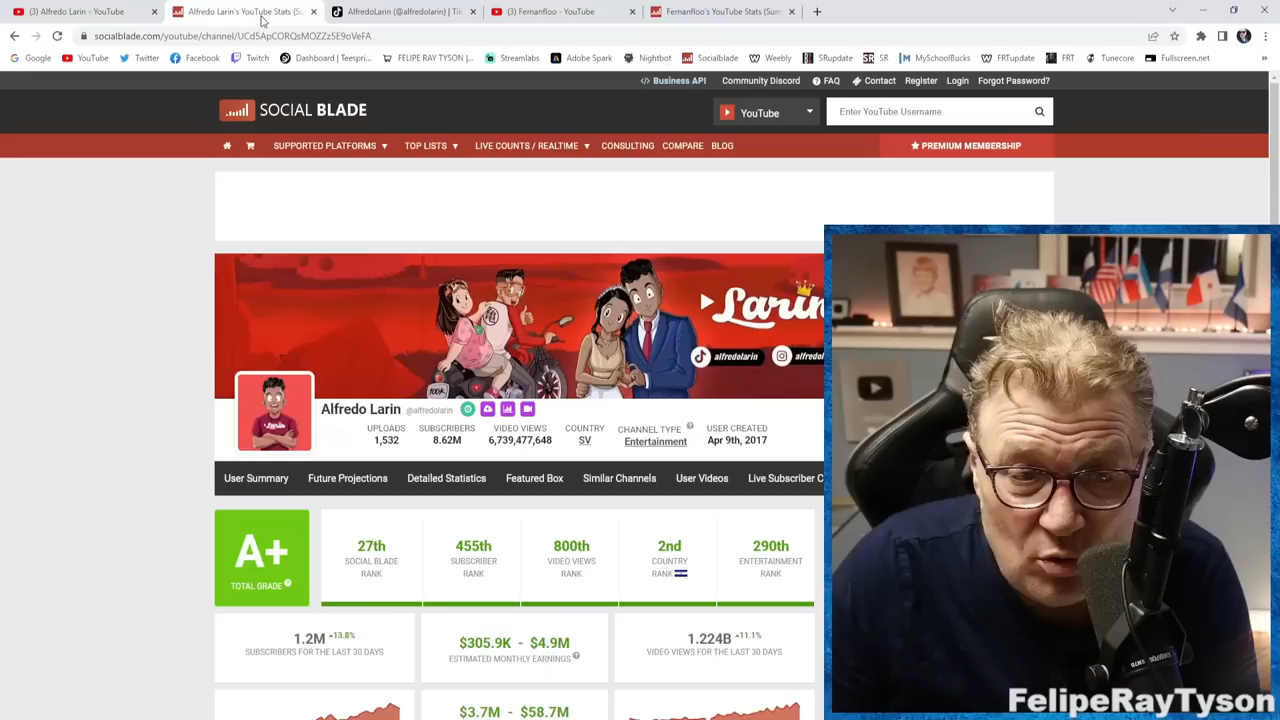 (3) Alfredo Larin - YouTube
Alfredo Larin's YouTube Stats (Su
AlfredoLarin (@alfredolarin) | Tik
(3) Fernanfloo - YouTube
Fernanfloo's YouTube Stats (Sum
socialblade.com/youtube/channel/UCd5ApCORQsMOZZz5E9oVeFA
Google YouTube Twitter Facebook Twitch Dashboard | Teespri... FELIPE RAY TYSON |... Streamlabs Adobe Spark Nightbot Socialblade Weebly SRupdate SR MySchoolBucks FRTupdate FRT Tunecore Fullscreen.net
Business API Community Discord FAQ Contact Register Login Forgot Password?
SOCIAL BLADE
YouTube
Enter YouTube Username
SUPPORTED PLATFORMS TOP LISTS LIVE COUNTS / REALTIME CONSULTING COMPARE BLOG PREMIUM MEMBERSHIP
Larin
alfredolarin
alfredol
100K
Alfredo Larin @alfredolarin
UPLOADS SUBSCRIBERS VIDEO VIEWS COUNTRY CHANNEL TYPE USER CREATED
1,532 8.62M 6,739,477,648 SV Entertainment Apr 9th, 2017
User Summary Future Projections Detailed Statistics Featured Box Similar Channels User Videos Live Subscriber C
A+
TOTAL GRADE
27th
SOCIAL BLADE
RANK
455th
SUBSCRIBER
RANK
800th
VIDEO VIEWS
RANK
2nd
COUNTRY
RANK
290th
ENTERTAINMENT
RANK
1.2M 13.8%
SUBSCRIBERS FOR THE LAST 30 DAYS
$305.9K - $4.9M
ESTIMATED MONTHLY EARNINGS
1.224B 11.1%
VIDEO VIEWS FOR THE LAST 30 DAYS
$3.7M - $58.7M
FelipeRayTyson